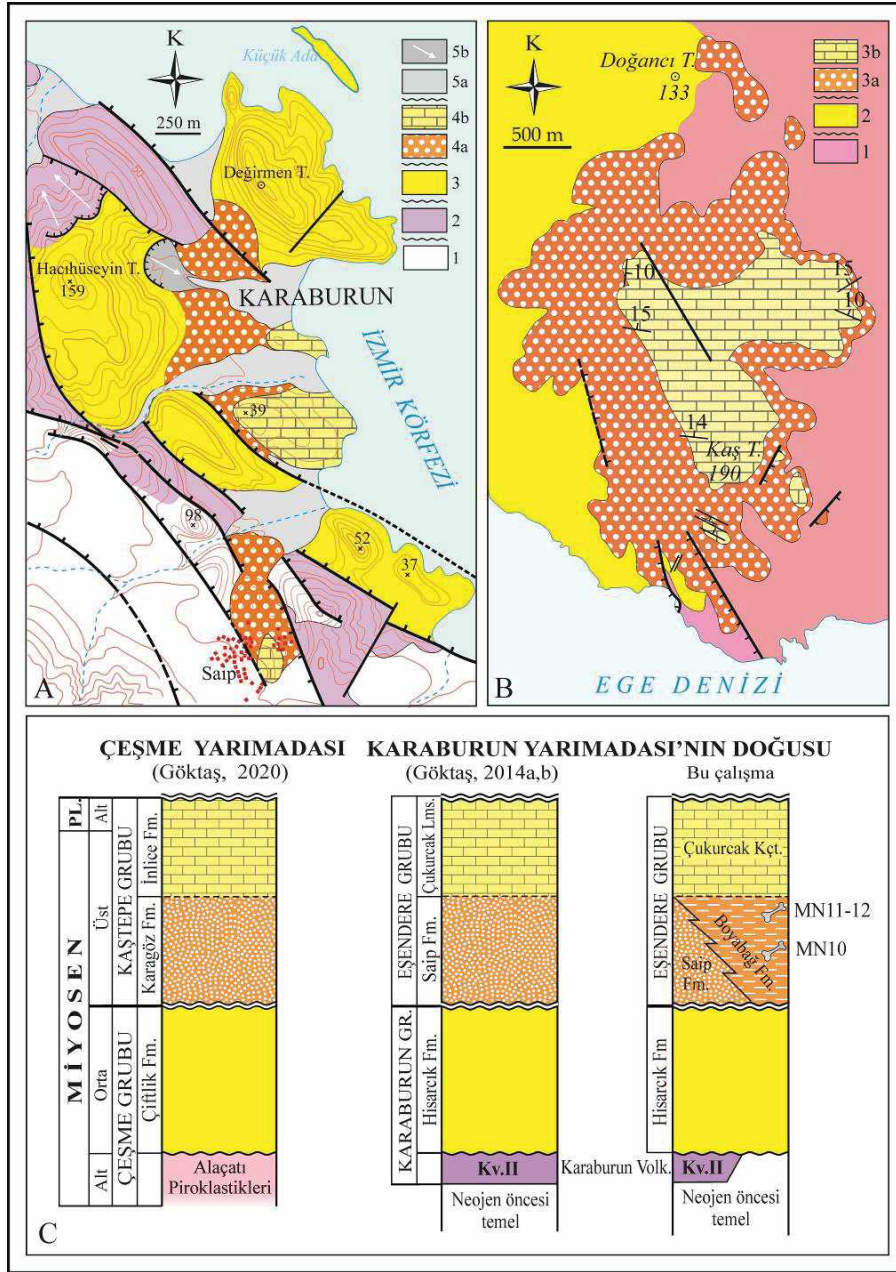 K
250 m
Küçük Ada
Değirmen T.
Hacıhüseyin T.
159
KARABURUN
İZMİR KÖRFEZİ
39
98
52
37
Saip
A
5b
5a
4b
4a
3
2
1
K
500 m
Doğancı T.
133
10
15
15
10
14
Kaş T.
190
EGE DENİZİ
B
3b
3a
2
1
ÇEŞME YARIMADASI
(Göktaş, 2020)
KARABURUN YARIMADASI'NIN DOĞUSU
(Göktaş, 2014a,b)
Bu çalışma
PL.
Alt
MİYOSEN
Üst
Orta
Alt
KAŞTEPE GRUBU
İnlice Fm.
Karagöz Fm.
ÇEŞME GRUBU
Çiftlik Fm.
Alaçatı
Piroklastikleri
EŞENDERE GRUBU
Çukurcak Lms.
Saip Fm.
KARABURUN GR.
Hisarcık Fm.
Kv.II
Karaburun Volk.
Neojen öncesi
temel
EŞENDERE GRUBU
Çukurcak Kçt.
Boyabağ Fm.
Saip
Fm.
MN11-12
MN10
Hisarcık Fm
Kv.II
Neojen öncesi
temel
C